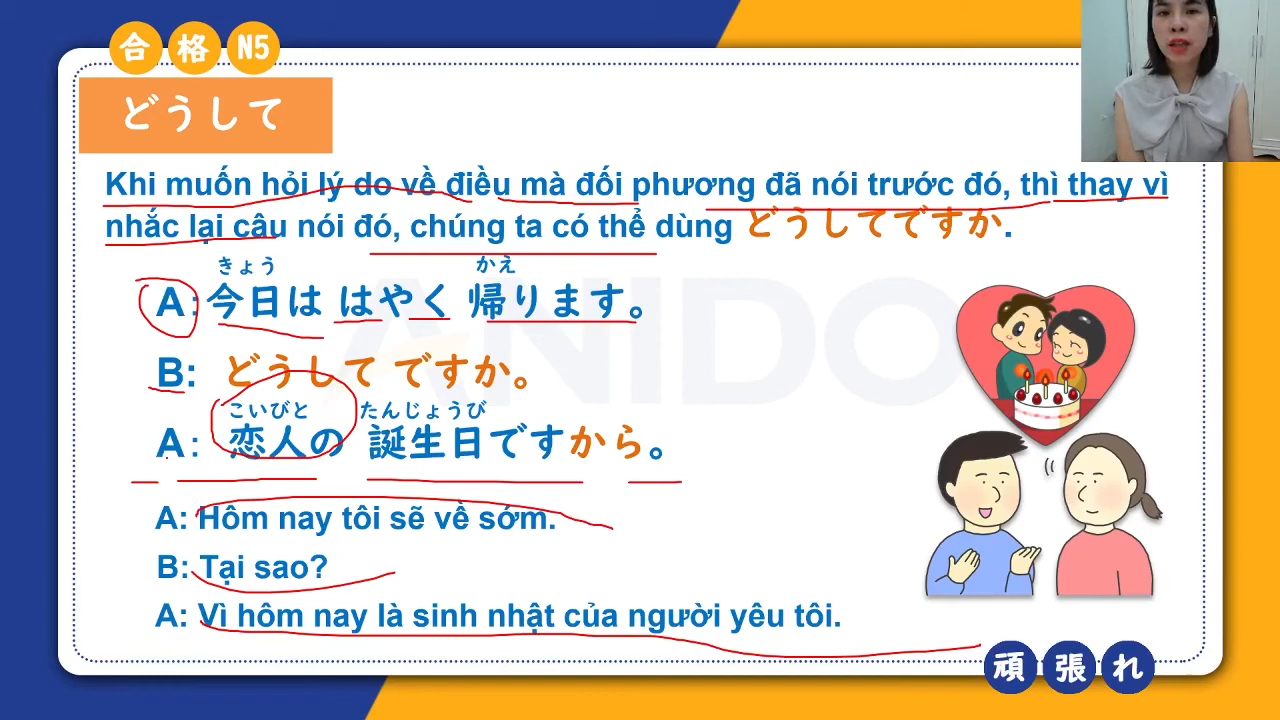 合格N5
どうして
Khi muốn hỏi lý do về điều mà đối phương đã nói trước đó, thì thay vì
nhắc lại câu nói đó, chúng ta có thể dùng どうしてですか.
きょう かえ
A: 今日は はやく 帰ります。
B: どうして ですか。
こいびと たんじょうび
A: 恋人の 誕生日ですから。
A: Hôm nay tôi sẽ về sớm.
B: Tại sao?
A: Vì hôm nay là sinh nhật của người yêu tôi.
頑張れ
ANIDO